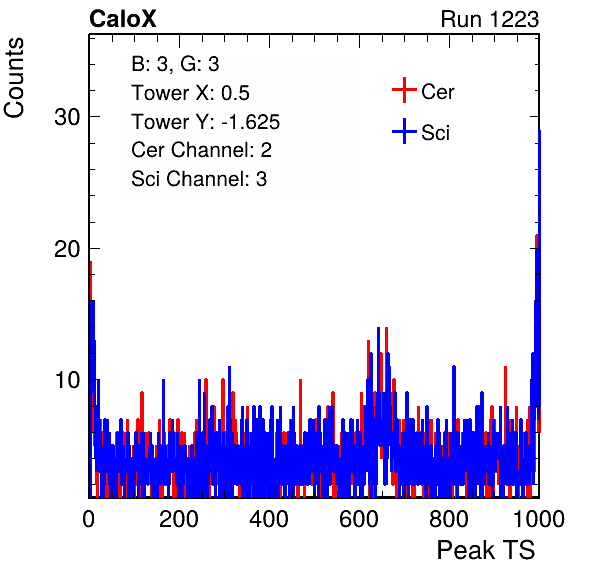 CaloX
Run 1223
Counts
B: 3, G: 3
Tower X: 0.5
Tower Y: -1.625
Cer Channel: 2
Sci Channel: 3
Cer
Sci
30
20
10
0 200 400 600 800 1000
Peak TS